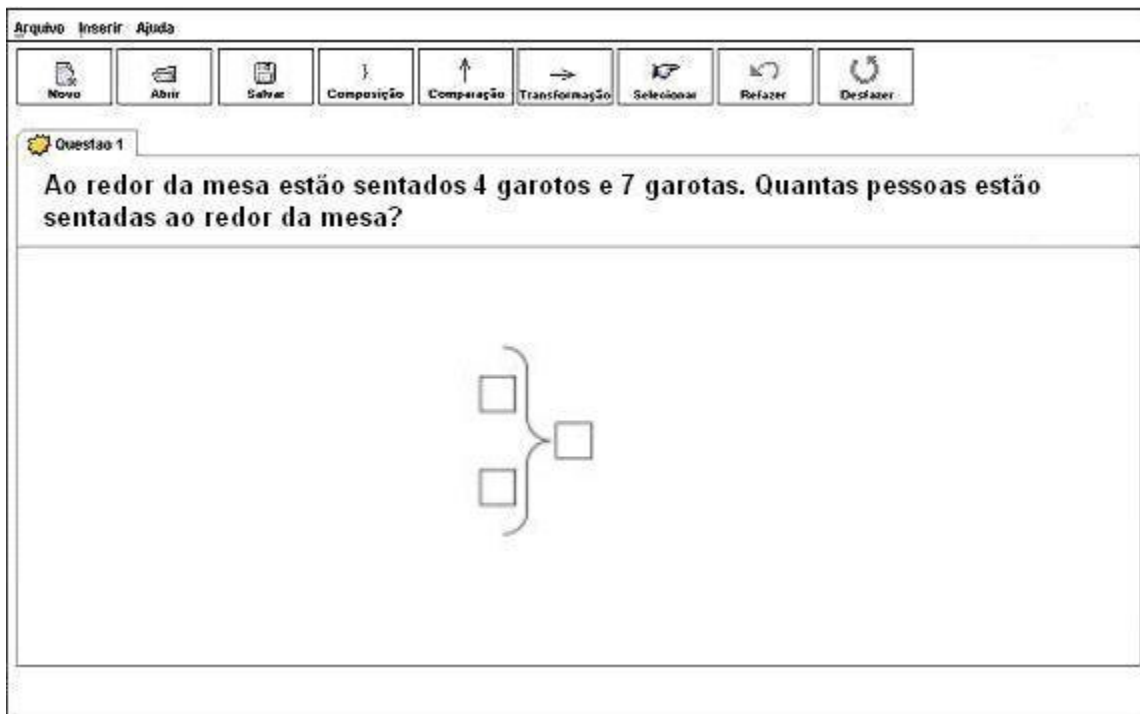 Arquivo Inserir Ajuda
Novo Abrir Salvar Composição Comparação Transformação Selecionar Refazer Desfazer
Questao 1
Ao redor da mesa estão sentados 4 garotos e 7 garotas. Quantas pessoas estão
sentadas ao redor da mesa?